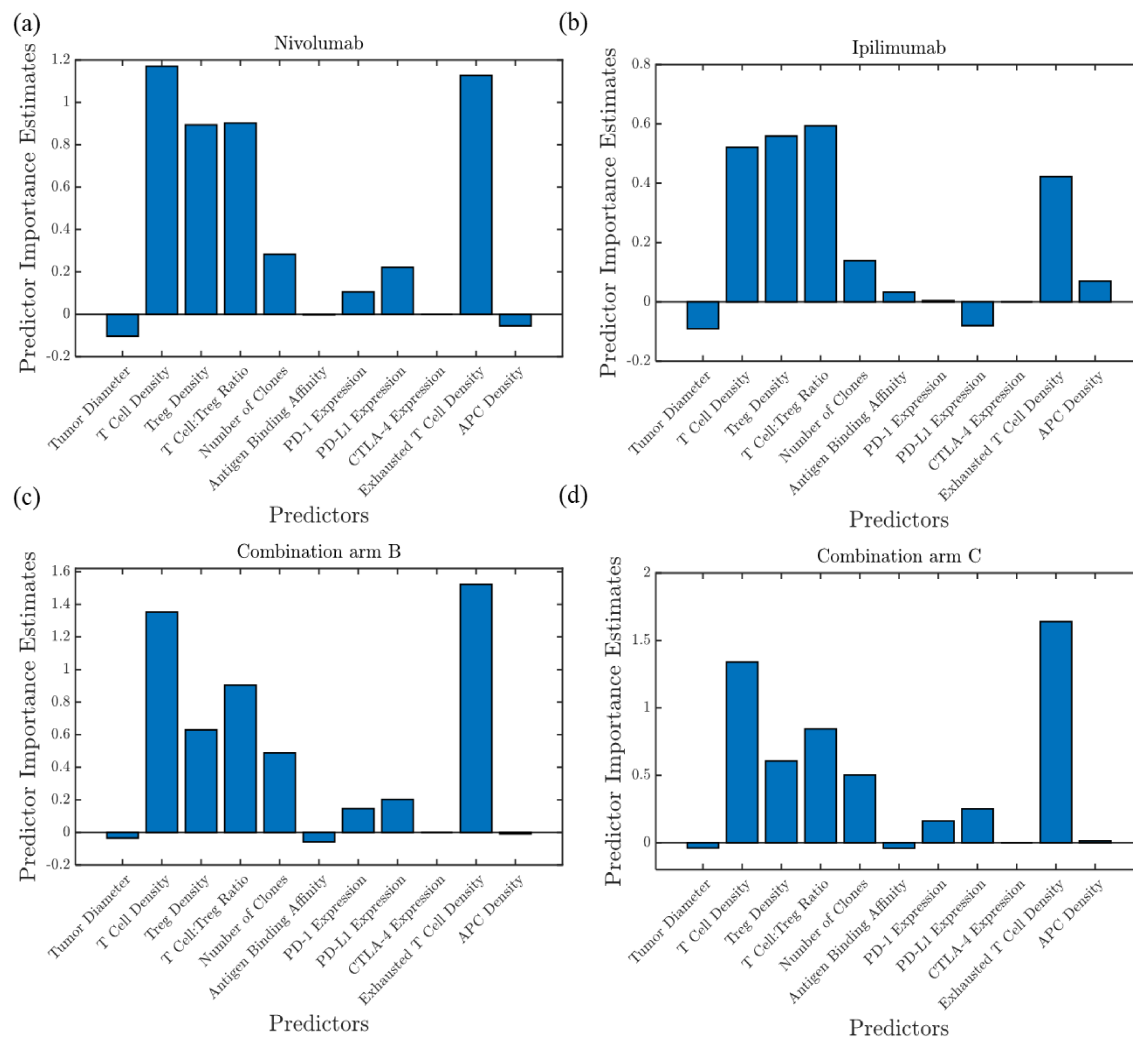 (a)
Nivolumab
Predictor Importance Estimates
1.2
1
0.8
0.6
0.4
0.2
0
-0.2
Tumor Diameter
T Cell Density
Treg Density
T Cell:Treg Ratio
Number of Clones
Antigen Binding Affinity
PD-1 Expression
PD-L1 Expression
CTLA-4 Expression
Exhausted T Cell Density
APC Density
Predictors
(b)
Ipilimumab
Predictor Importance Estimates
0.8
0.6
0.4
0.2
0
-0.2
Tumor Diameter
T Cell Density
Treg Density
T Cell:Treg Ratio
Number of Clones
Antigen Binding Affinity
PD-1 Expression
PD-L1 Expression
CTLA-4 Expression
Exhausted T Cell Density
APC Density
Predictors
(c)
Combination arm B
Predictor Importance Estimates
1.6
1.4
1.2
1
0.8
0.6
0.4
0.2
0
-0.2
Tumor Diameter
T Cell Density
Treg Density
T Cell:Treg Ratio
Number of Clones
Antigen Binding Affinity
PD-1 Expression
PD-L1 Expression
CTLA-4 Expression
Exhausted T Cell Density
APC Density
Predictors
(d)
Combination arm C
Predictor Importance Estimates
2
1.5
1
0.5
0
Tumor Diameter
T Cell Density
Treg Density
T Cell:Treg Ratio
Number of Clones
Antigen Binding Affinity
PD-1 Expression
PD-L1 Expression
CTLA-4 Expression
Exhausted T Cell Density
APC Density
Predictors